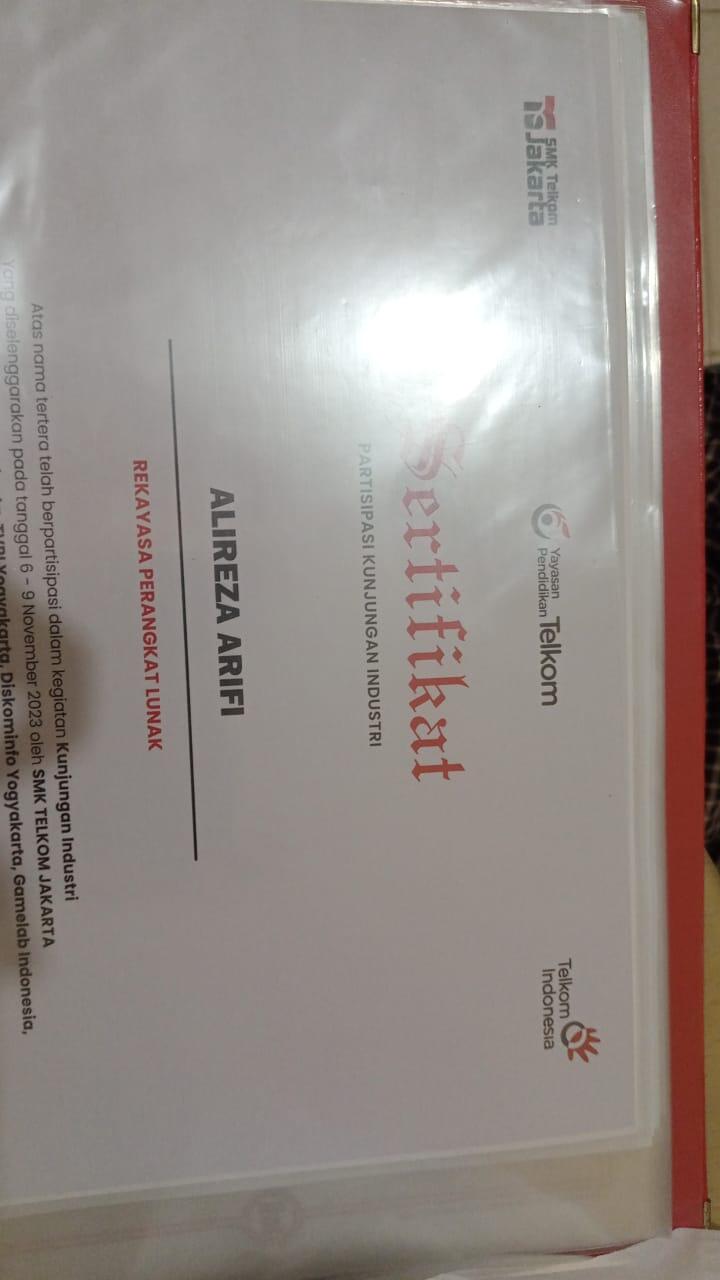 SMK Telkom
Jakarta
Yayasan
Pendidikan Telkom
Telkom
Indonesia
Sertifikat
PARTISIPASI KUNJUNGAN INDUSTRI
ALIREZA ARIFI
REKAYASA PERANGKAT LUNAK
Atas nama tertera telah berpartisipasi dalam kegiatan Kunjungan Industri
Yang diselenggarakan pada tanggal 6 - 9 November 2023 oleh SMK TELKOM JAKARTA
TVRI Yogyakarta, Diskominfo Yogyakarta, Gamelab Indonesia,